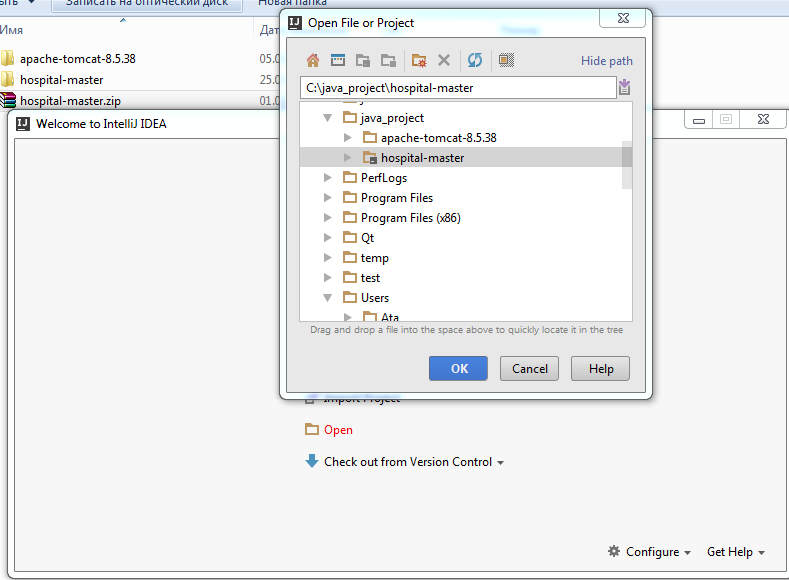 Записать на оптический диск
Новая папка
Имя
Дат
apache-tomcat-8.5.38
05.0
hospital-master
25.0
hospital-master.zip
01.0
Open File or Project
Hide path
C:\java_project\hospital-master
java_project
apache-tomcat-8.5.38
hospital-master
PerfLogs
Program Files
Program Files (x86)
Qt
temp
test
Users
Ata
Drag and drop a file into the space above to quickly locate it in the tree
OK
Cancel
Help
Welcome to IntelliJ IDEA
Import Project
Open
Check out from Version Control
Configure
Get Help